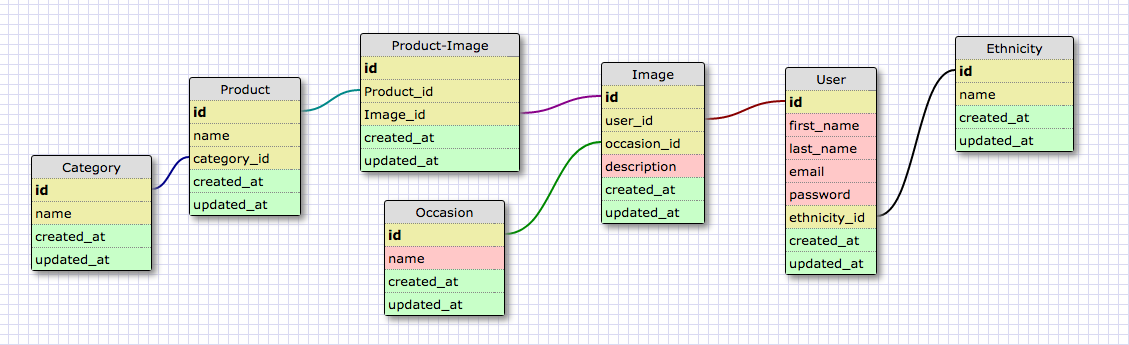 Category
id
name
created_at
updated_at
Product
id
name
category_id
created_at
updated_at
Product-Image
id
Product_id
Image_id
created_at
updated_at
Occasion
id
name
created_at
updated_at
Image
id
user_id
occasion_id
description
created_at
updated_at
User
id
first_name
last_name
email
password
ethnicity_id
created_at
updated_at
Ethnicity
id
name
created_at
updated_at